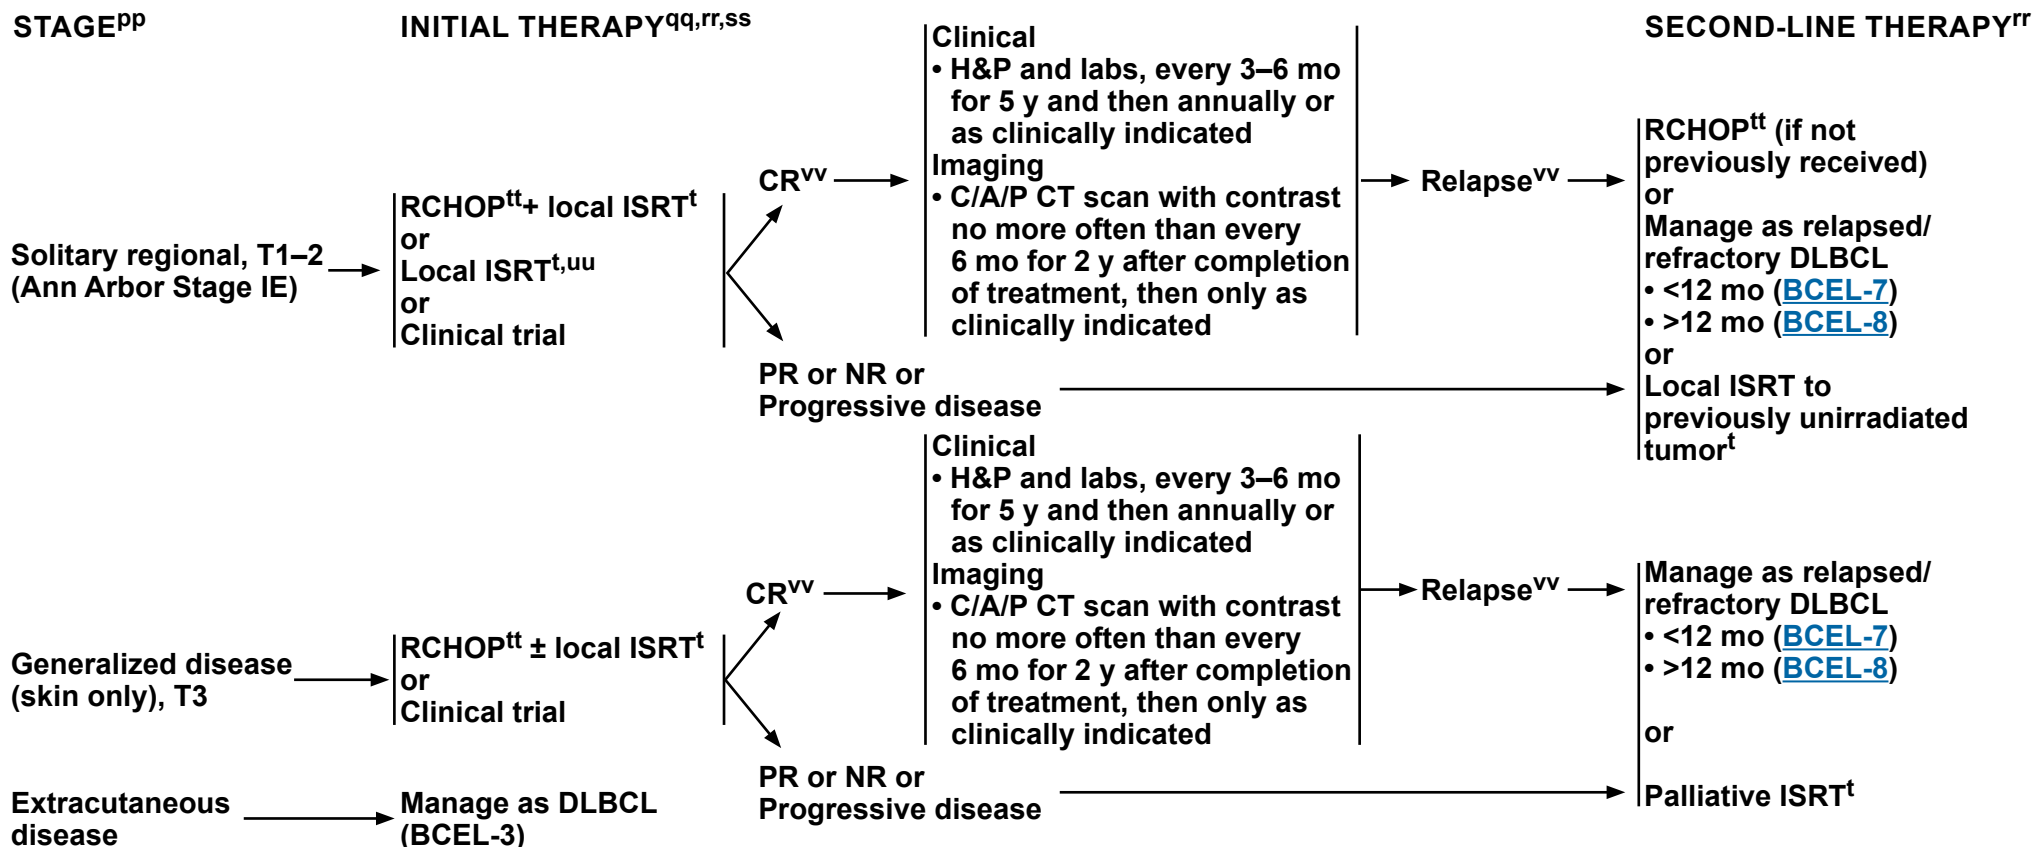 STAGEpp
INITIAL THERAPYqq,rr,ss
SECOND-LINE THERAPYrr
Solitary regional, T1–2
(Ann Arbor Stage IE)
RCHOPtt+ local ISRTt
or
Local ISRTt,uu
or
Clinical trial
CRvv
Clinical
• H&P and labs, every 3–6 mo
for 5 y and then annually or
as clinically indicated
Imaging
• C/A/P CT scan with contrast
no more often than every
6 mo for 2 y after completion
of treatment, then only as
clinically indicated
Relapsevv
PR or NR or
Progressive disease
RCHOPtt (if not
previously received)
or
Manage as relapsed/
refractory DLBCL
• <12 mo (BCEL-7)
• >12 mo (BCEL-8)
or
Local ISRT to
previously unirradiated
tumort
Generalized disease
(skin only), T3
RCHOPtt ± local ISRTt
or
Clinical trial
CRvv
Clinical
• H&P and labs, every 3–6 mo
for 5 y and then annually or
as clinically indicated
Imaging
• C/A/P CT scan with contrast
no more often than every
6 mo for 2 y after completion
of treatment, then only as
clinically indicated
Relapsevv
PR or NR or
Progressive disease
Manage as relapsed/
refractory DLBCL
• <12 mo (BCEL-7)
• >12 mo (BCEL-8)
or
Palliative ISRTt
Extracutaneous
disease
Manage as DLBCL
(BCEL-3)